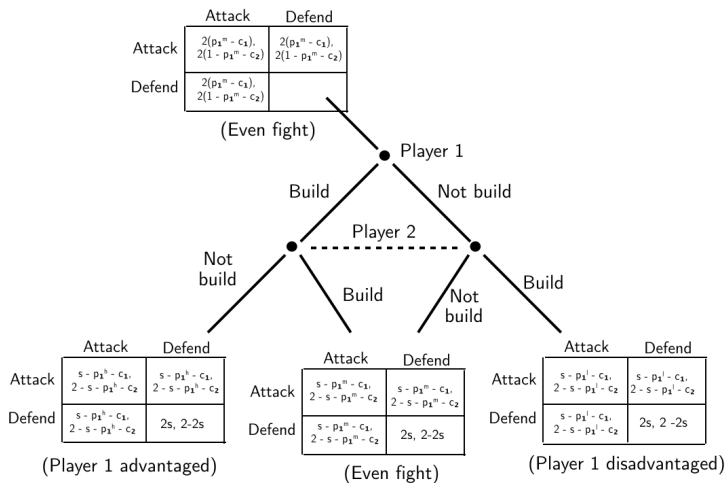 Attack Defend
Attack
2(p₁ᵐ - c₁), 2(p₁ᵐ - c₁),
2(1 - p₁ᵐ - c₂) 2(1 - p₁ᵐ - c₂)
Defend
2(p₁ᵐ - c₁),
2(1 - p₁ᵐ - c₂)
(Even fight)
Player 1
Build
Not build
Player 2
Not
build
Build
Not
build
Build
Attack Defend
Attack
s - p₁ʰ - c₁, s - p₁ʰ - c₁,
2 - s - p₁ʰ - c₂ 2 - s - p₁ʰ - c₂
Defend
s - p₁ʰ - c₁,
2 - s - p₁ʰ - c₂
2s, 2-2s
(Player 1 advantaged)
Attack Defend
Attack
s - p₁ᵐ - c₁, s - p₁ᵐ - c₁,
2 - s - p₁ᵐ - c₂ 2 - s - p₁ᵐ - c₂
Defend
s - p₁ᵐ - c₁,
2 - s - p₁ᵐ - c₂
2s, 2-2s
(Even fight)
Attack Defend
Attack
s - p₁ˡ - c₁, s - p₁ˡ - c₁,
2 - s - p₁ˡ - c₂ 2 - s - p₁ˡ - c₂
Defend
s - p₁ˡ - c₁,
2 - s - p₁ˡ - c₂
2s, 2 -2s
(Player 1 disadvantaged)